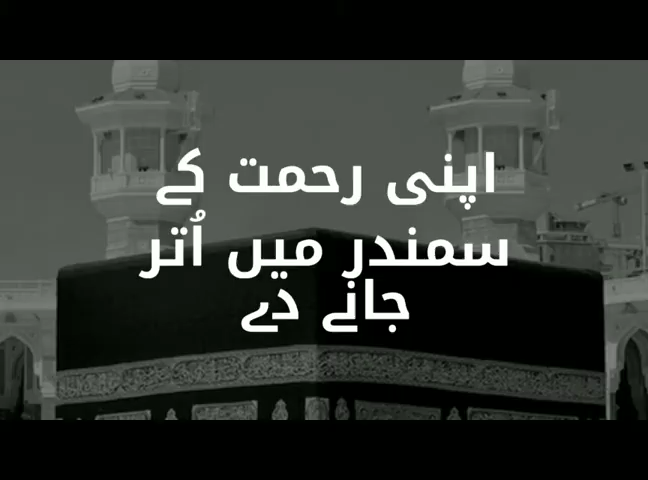 اپنی رحمت کے
سمندر میں اُتر
جانے دے